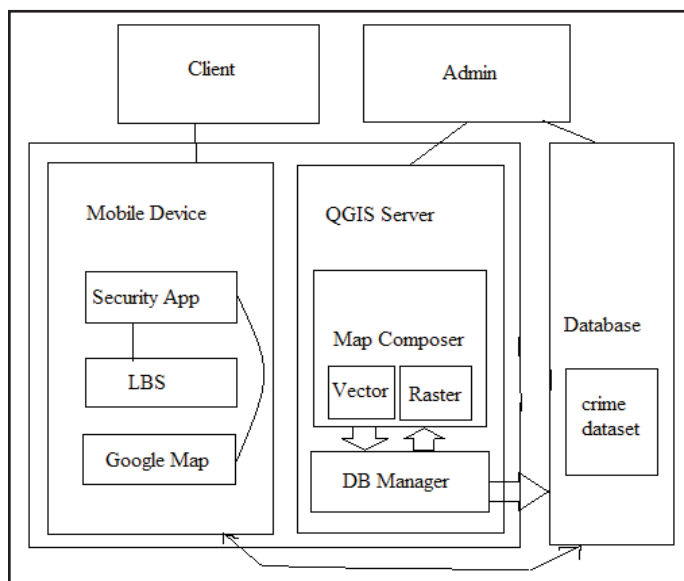 Client
Admin
Mobile Device
Security App
LBS
Google Map
QGIS Server
Map Composer
Vector
Raster
DB Manager
Database
crime
dataset